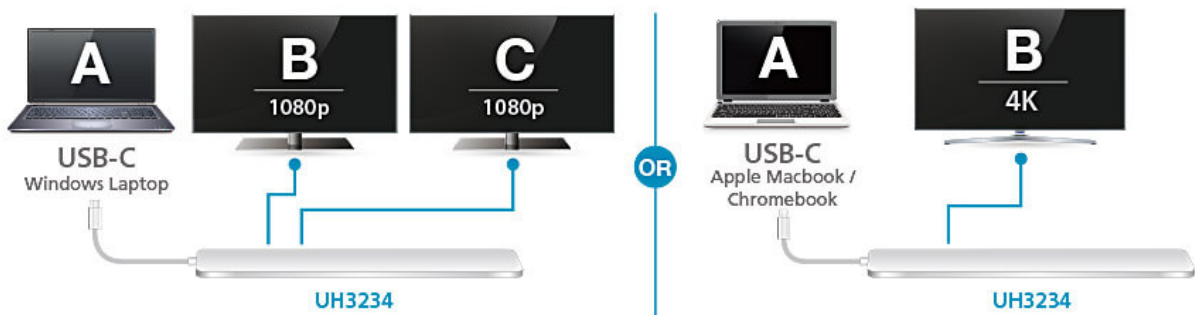 A
B
1080p
C
1080p
USB-C
Windows Laptop
UH3234
OR
A
B
4K
USB-C
Apple Macbook /
Chromebook
UH3234